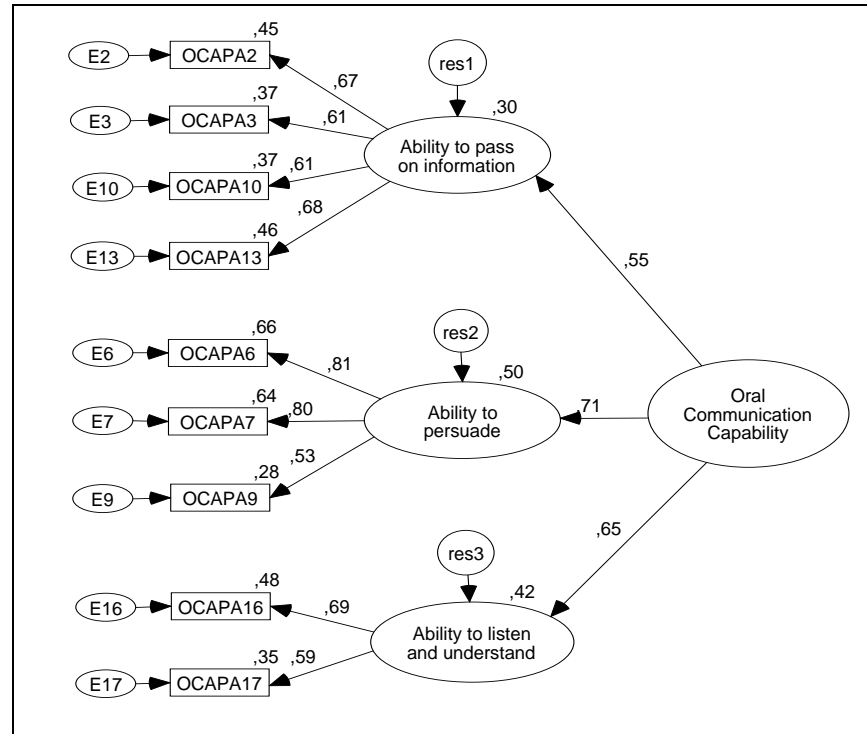 ,45
E2
OCAPA2
,67
res1
,37
,30
E3
OCAPA3
,61
Ability to pass
on information
,37
E10
OCAPA10
,61
,68
,46
E13
OCAPA13
,55
,66
E6
OCAPA6
,81
res2
,50
,64
E7
OCAPA7
,80
Ability to
persuade
,71
Oral
Communication
Capability
,53
,28
E9
OCAPA9
,65
res3
,48
,42
E16
OCAPA16
,69
Ability to listen
and understand
,35
,59
E17
OCAPA17